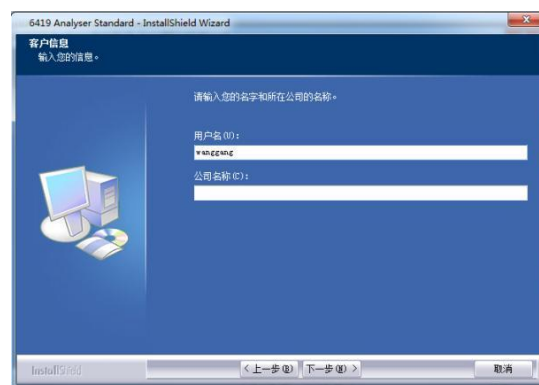 6419 Analyser Standard - InstallShield Wizard
客户信息
输入您的信息。
请输入您的名字和所在公司的名称。
用户名(U):
wanggang
公司名称(C):
InstallShield
< 上一步(B) 下一步(N) > 取消